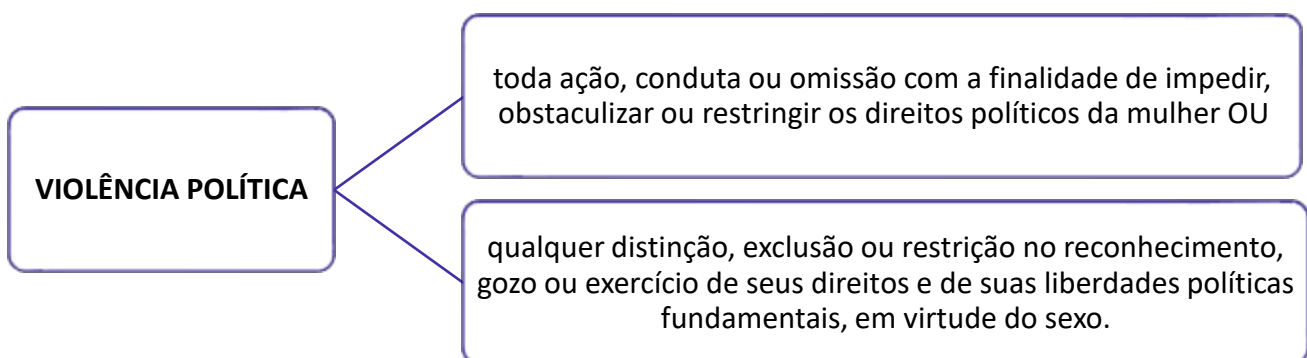 VIOLÊNCIA POLÍTICA
toda ação, conduta ou omissão com a finalidade de impedir,
obstaculizar ou restringir os direitos políticos da mulher OU
qualquer distinção, exclusão ou restrição no reconhecimento,
gozo ou exercício de seus direitos e de suas liberdades políticas
fundamentais, em virtude do sexo.